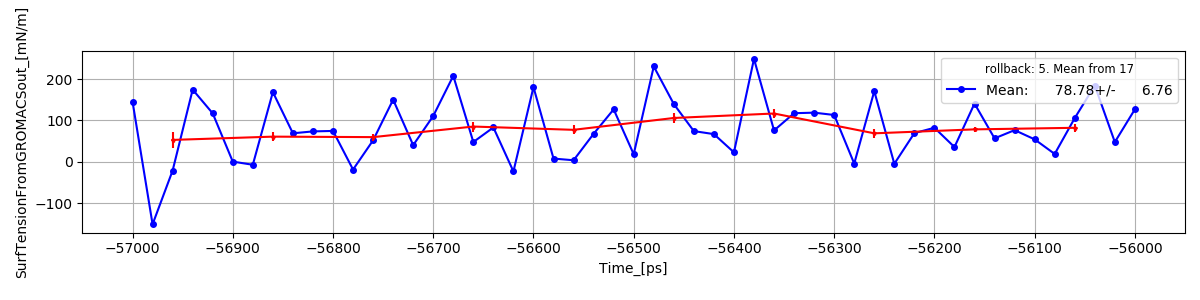 SurfTensionFromGROMACSout_[mN/m]
200
100
0
−100
rollback: 5. Mean from 17
Mean: 78.78+/- 6.76
−57000 −56900 −56800 −56700 −56600 −56500 −56400 −56300 −56200 −56100 −56000
Time_[ps]